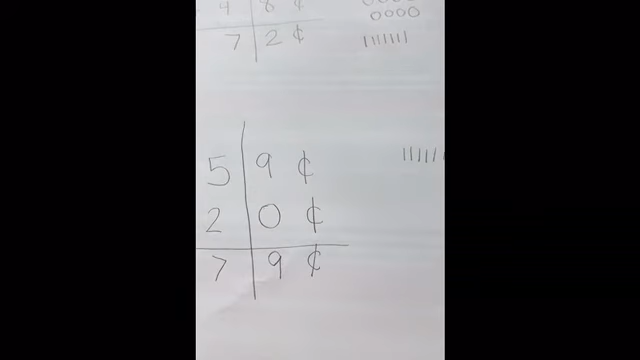 4 8 ¢
7 2 ¢
5 9 ¢
2 0 ¢
7 9 ¢